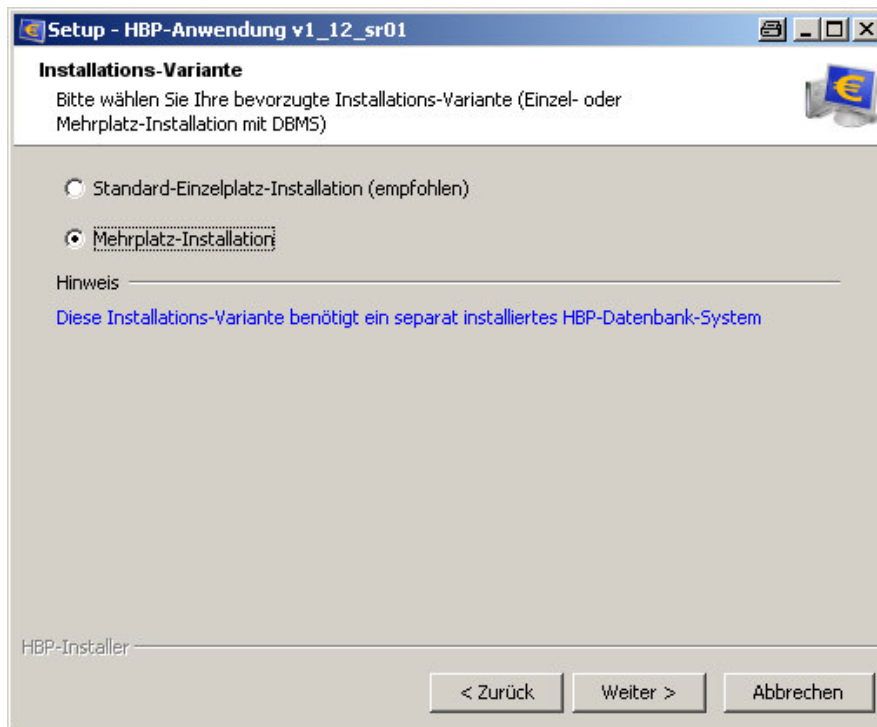 Setup - HBP-Anwendung v1_12_sr01
Installations-Variante
Bitte wählen Sie Ihre bevorzugte Installations-Variante (Einzel- oder
Mehrplatz-Installation mit DBMS)
Standard-Einzelplatz-Installation (empfohlen)
Mehrplatz-Installation
Hinweis
Diese Installations-Variante benötigt ein separat installiertes HBP-Datenbank-System
HBP-Installer
< Zurück
Weiter >
Abbrechen